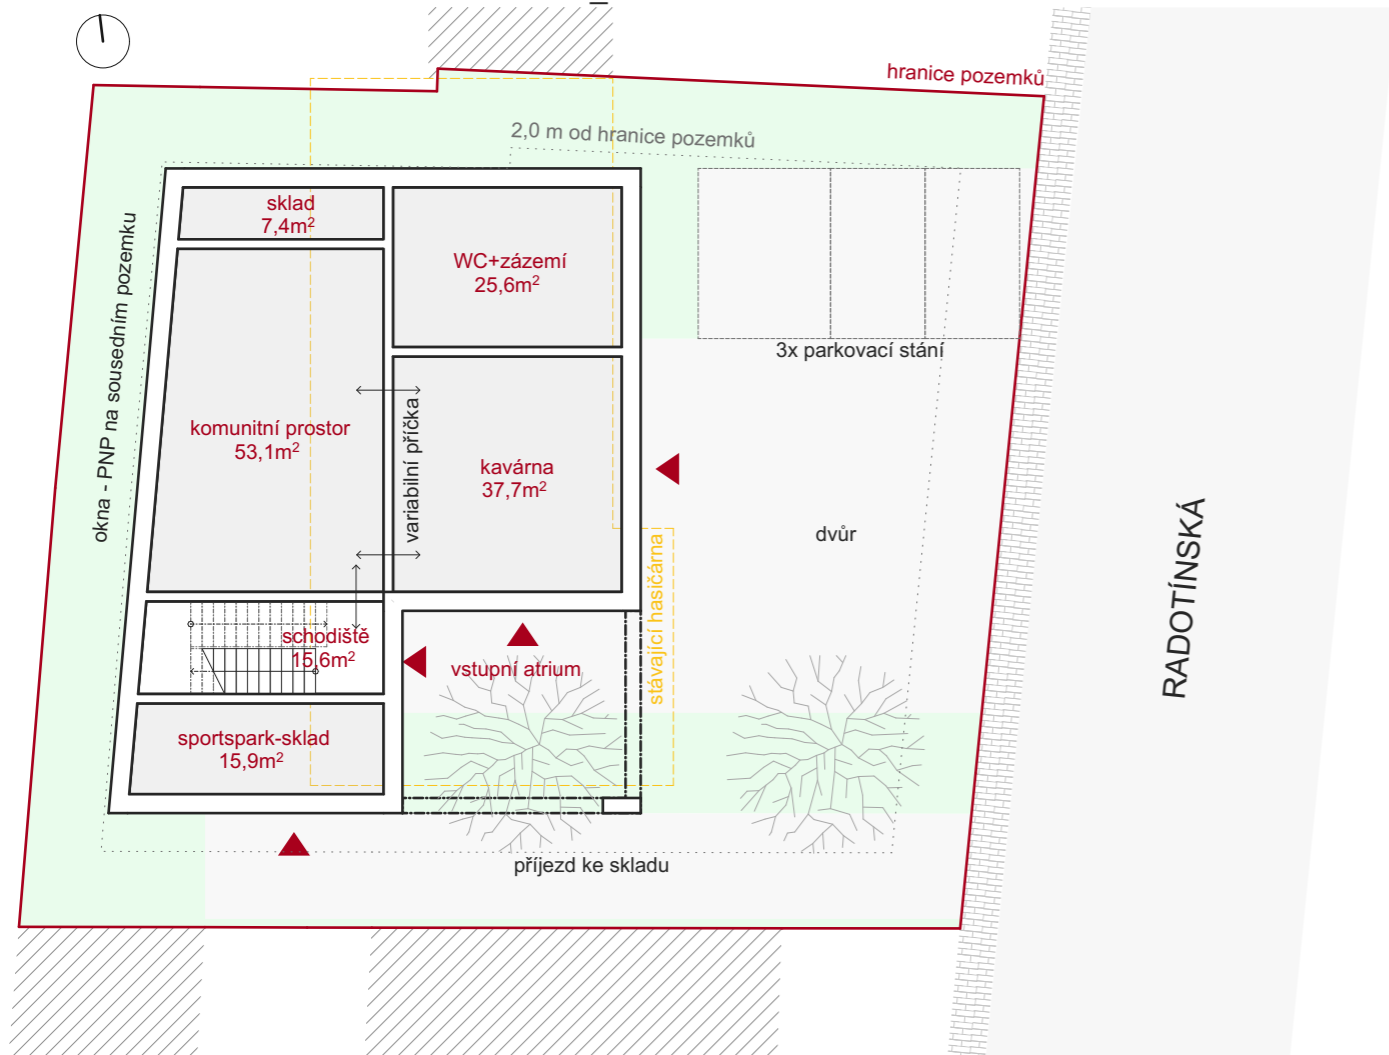 hranice pozemků
2,0 m od hranice pozemků
sklad
7,4m²
WC+zázemí
25,6m²
3x parkovací stání
okna - PNP na sousedním pozemku
komunitní prostor
53,1m²
variabilní příčka
kavárna
37,7m²
dvůr
RADOTÍNSKÁ
stávající hasičárna
schodiště
15,6m²
vstupní atrium
sportspark-sklad
15,9m²
příjezd ke skladu